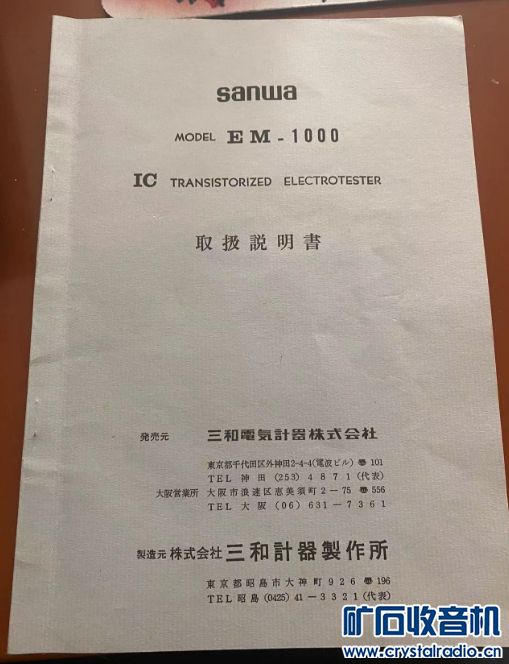 sanwa
MODEL EM-1000
IC TRANSISTORIZED ELECTROTESTER
取扱説明書
発売元 三和電気計器株式会社
東京都千代田区外神田2-4-4(電波ビル) 〠 101
TEL 神田 (253) 4871 (代表)
大阪営業所 大阪市浪速区恵美須町2-75 〠 556
TEL 大阪 (06) 631-7361
製造元 株式会社 三和計器製作所
東京都昭島市大神町926 〠 196
TEL 昭島 (0425) 41-3321 (代表)
矿石收音机
www.crystalradio.cn